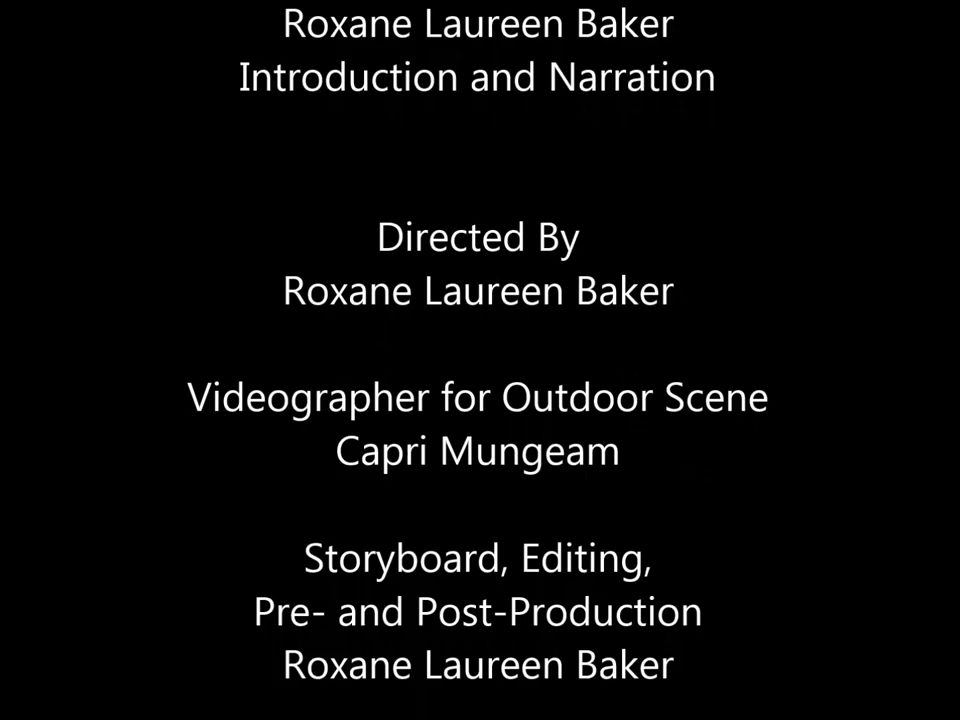 Roxane Laureen Baker
Introduction and Narration
Directed By
Roxane Laureen Baker
Videographer for Outdoor Scene
Capri Mungeam
Storyboard, Editing,
Pre- and Post-Production
Roxane Laureen Baker